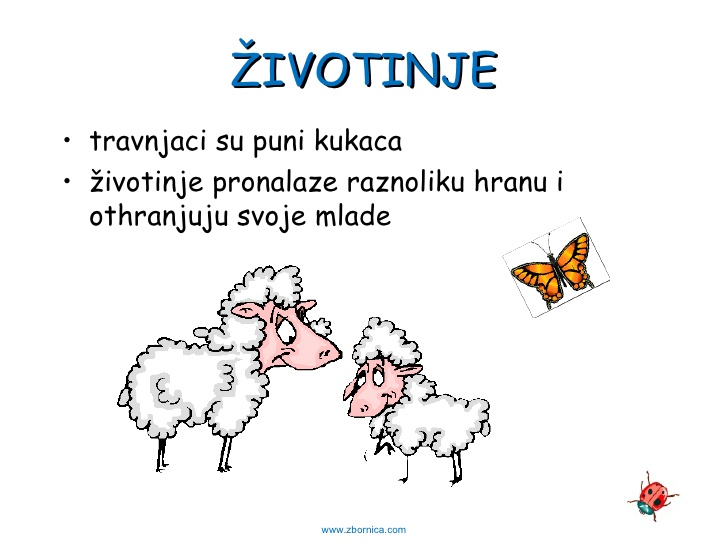 ŽIVOTINJE
• travnjaci su puni kukaca
• životinje pronalaze raznoliku hranu i
othranjuju svoje mlade
www.zbornica.com